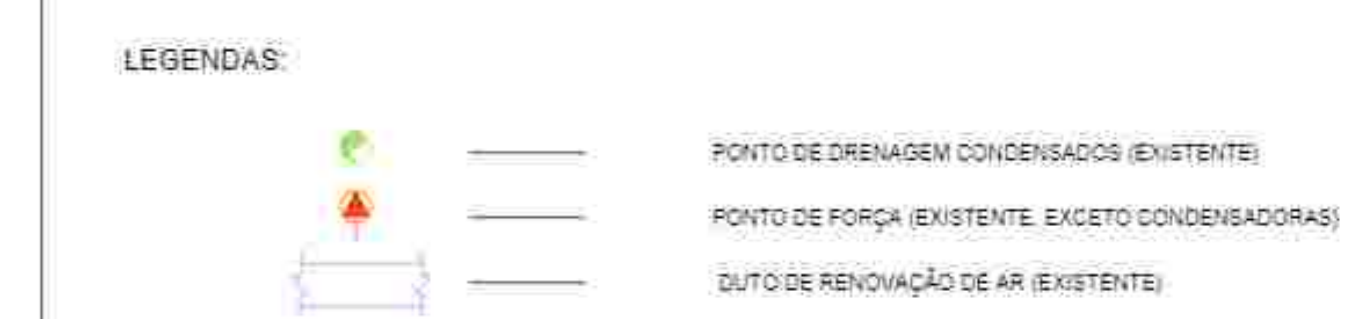 LEGENDAS:
PONTO DE DRENAGEM CONDENSADOS (EXISTENTE)
PONTO DE FORÇA (EXISTENTE, EXCETO CONDENSADORAS)
DUTO DE RENOVAÇÃO DE AR (EXISTENTE)